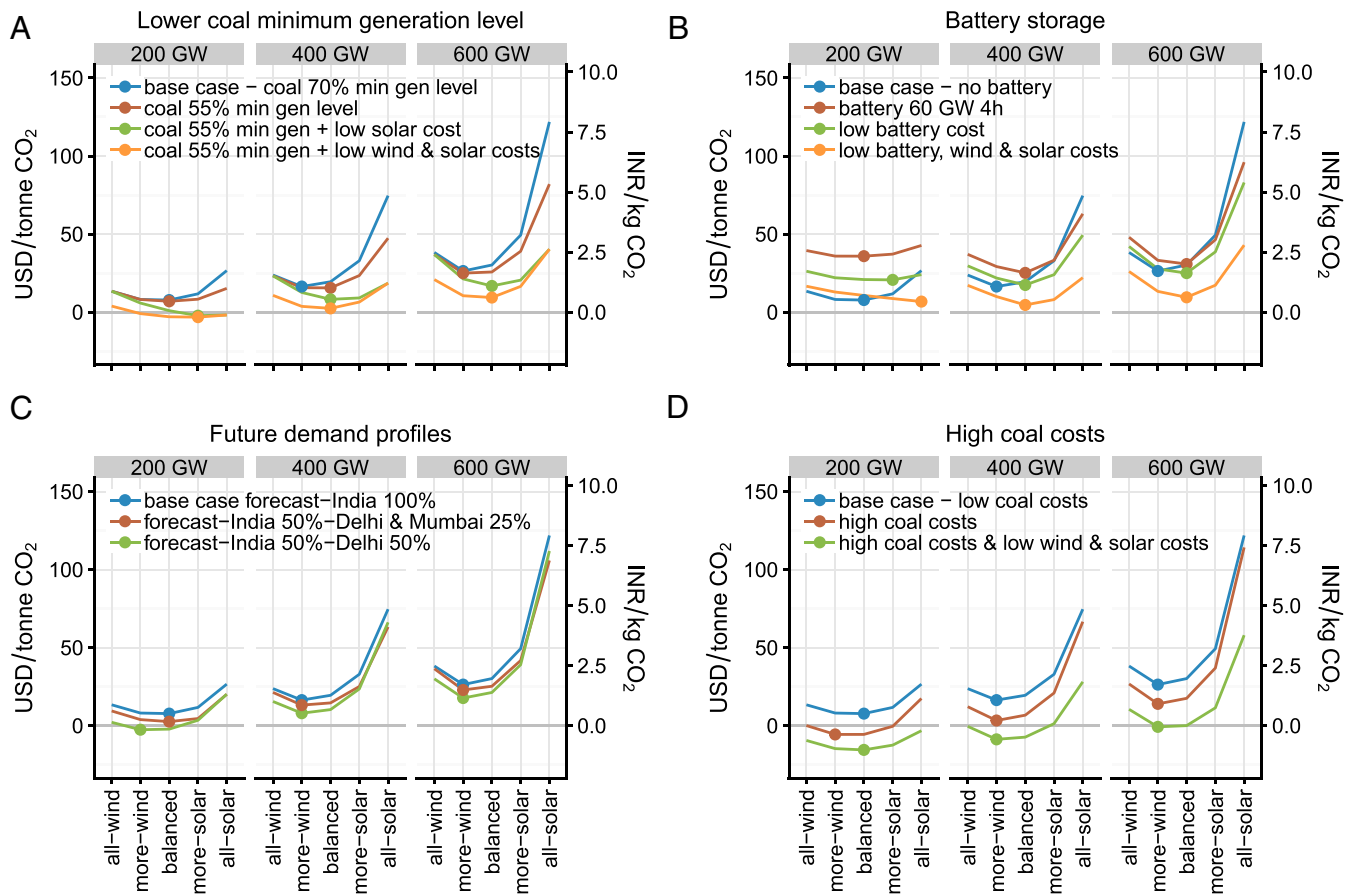 A
Lower coal minimum generation level
200 GW 400 GW 600 GW
150
100
50
0
USD/tonne CO₂
base case − coal 70% min gen level
coal 55% min gen level
coal 55% min gen + low solar cost
coal 55% min gen + low wind & solar costs
10.0
7.5
5.0
2.5
0.0
INR/kg CO₂
B
Battery storage
200 GW 400 GW 600 GW
150
100
50
0
USD/tonne CO₂
base case − no battery
battery 60 GW 4h
low battery cost
low battery, wind & solar costs
10.0
7.5
5.0
2.5
0.0
INR/kg CO₂
C
Future demand profiles
200 GW 400 GW 600 GW
150
100
50
0
USD/tonne CO₂
base case forecast−India 100%
forecast−India 50%−Delhi & Mumbai 25%
forecast−India 50%−Delhi 50%
10.0
7.5
5.0
2.5
0.0
INR/kg CO₂
all−wind
more−wind
balanced
more−solar
all−solar
all−wind
more−wind
balanced
more−solar
all−solar
all−wind
more−wind
balanced
more−solar
all−solar
D
High coal costs
200 GW 400 GW 600 GW
150
100
50
0
USD/tonne CO₂
base case − low coal costs
high coal costs
high coal costs & low wind & solar costs
10.0
7.5
5.0
2.5
0.0
INR/kg CO₂
all−wind
more−wind
balanced
more−solar
all−solar
all−wind
more−wind
balanced
more−solar
all−solar
all−wind
more−wind
balanced
more−solar
all−solar